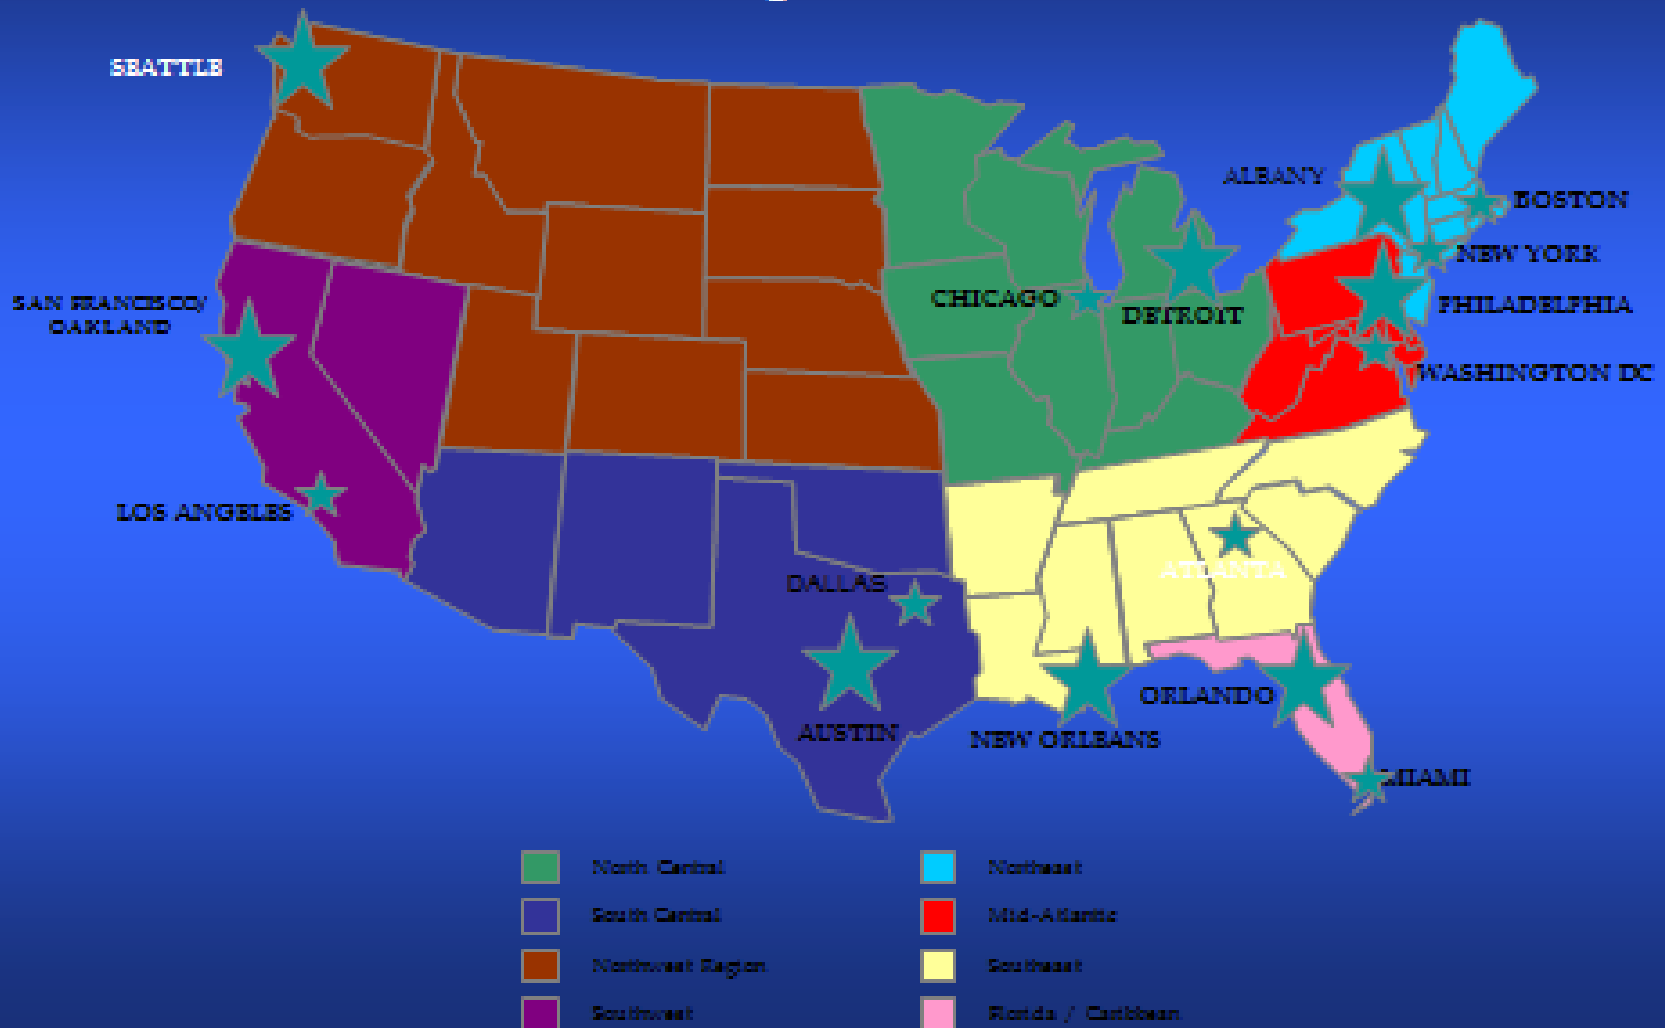 SEATTLE
ALBANY
BOSTON
NEW YORK
SAN FRANCISCO/
OAKLAND
CHICAGO
DETROIT
PHILADELPHIA
WASHINGTON DC
LOS ANGELES
ATLANTA
DALLAS
ORLANDO
AUSTIN
NEW ORLEANS
MIAMI
North Central
Northeast
South Central
Mid-Atlantic
Northwest Region
Southeast
Southwest
Florida / Caribbean